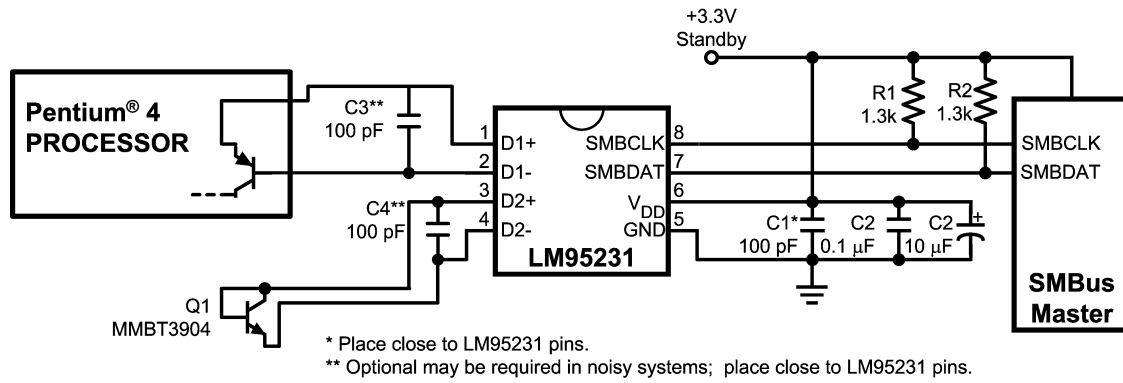 +3.3V
Standby
Pentium® 4
PROCESSOR
C3**
100 pF
R1
1.3k
R2
1.3k
1
2
3
4
D1+
D1-
D2+
D2-
SMBCLK
SMBDAT
VDD
GND
8
7
6
5
LM95231
SMBCLK
SMBDAT
C4**
100 pF
C1*
100 pF
C2
0.1 µF
C2
10 µF
+
SMBus
Master
Q1
MMBT3904
* Place close to LM95231 pins.
** Optional may be required in noisy systems; place close to LM95231 pins.